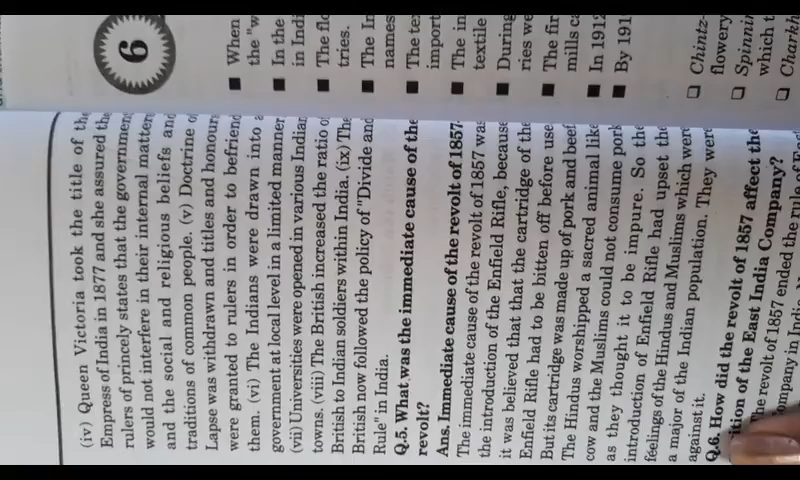 (iv) Queen Victoria took the title of the
Empress of India in 1877 and she assured the
rulers of princely states that the government
would not interfere in their internal matters
and the social and religious beliefs and
traditions of common people. (v) Doctrine of
Lapse was withdrawn and titles and honours
were granted to rulers in order to befriend
them. (vi) The Indians were drawn into a
government at local level in a limited manner
(vii) Universities were opened in various Indian
towns. (viii) The British increased the ratio of
British to Indian soldiers within India. (ix) The
British now followed the policy of "Divide and
Rule" in India.
Q.5. What was the immediate cause of the
revolt?
Ans. Immediate cause of the revolt of 1857:
The immediate cause of the revolt of 1857 was
the introduction of the Enfield Rifle, because
it was believed that that the cartridge of the
Enfield Rifle had to be bitten off before use
But its cartridge was made up of pork and beef
The Hindus worshipped a sacred animal like
cow and the Muslims could not consume pork
as they thought it to be impure. So the
introduction of Enfield Rifle had upset the
feelings of the Hindus and Muslims which were
a major of the Indian population. They were
against it.
Q.6. How did the revolt of 1857 affect the
ition of the East India Company?
he revolt of 1857 ended the rule of East
ompany in India.
6
■ When
the "w
■ In the
in Indi
■ The flo
tries.
■ The In
names
■ The tex
import
■ The in
textile
■ During
ries we
■ The fir
mills ca
■ In 1912
■ By 191
❑ Chintz-
flowery
❑ Spinnin
which t
❑ Charkh